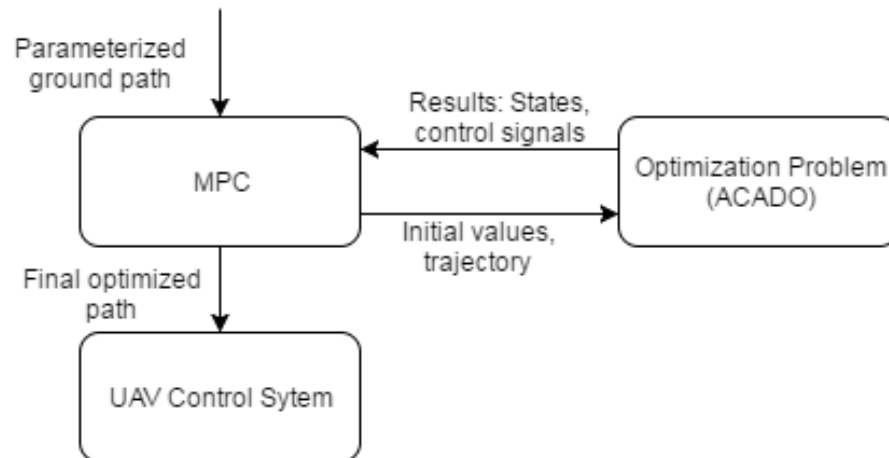 Parameterized
ground path
Results: States,
control signals
MPC
Optimization Problem
(ACADO)
Initial values,
trajectory
Final optimized
path
UAV Control Sytem